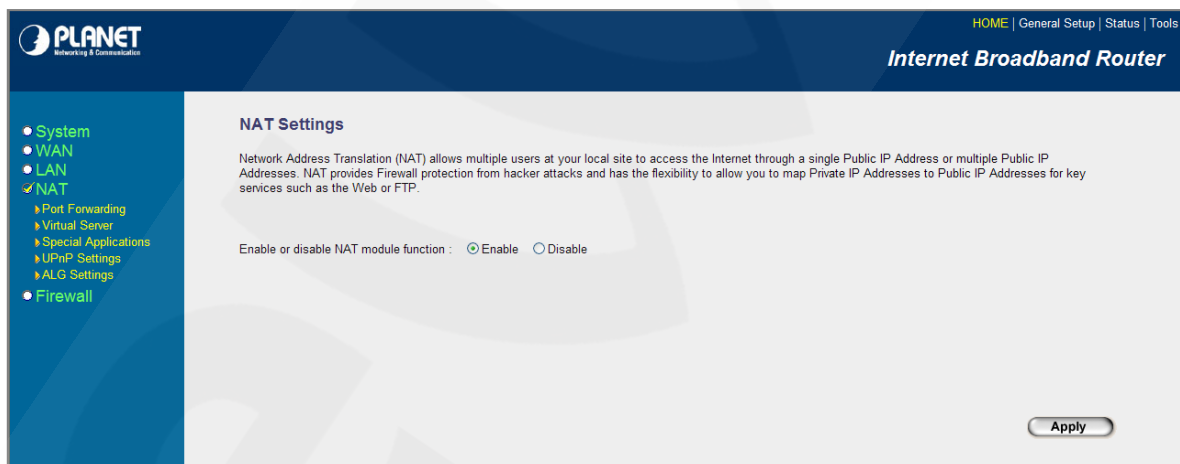 PLANET
Networking & Communication
HOME | General Setup | Status | Tools
Internet Broadband Router
System
WAN
LAN
NAT
Port Forwarding
Virtual Server
Special Applications
UPnP Settings
ALG Settings
Firewall
NAT Settings
Network Address Translation (NAT) allows multiple users at your local site to access the Internet through a single Public IP Address or multiple Public IP
Addresses. NAT provides Firewall protection from hacker attacks and has the flexibility to allow you to map Private IP Addresses to Public IP Addresses for key
services such as the Web or FTP.
Enable or disable NAT module function : Enable Disable
Apply